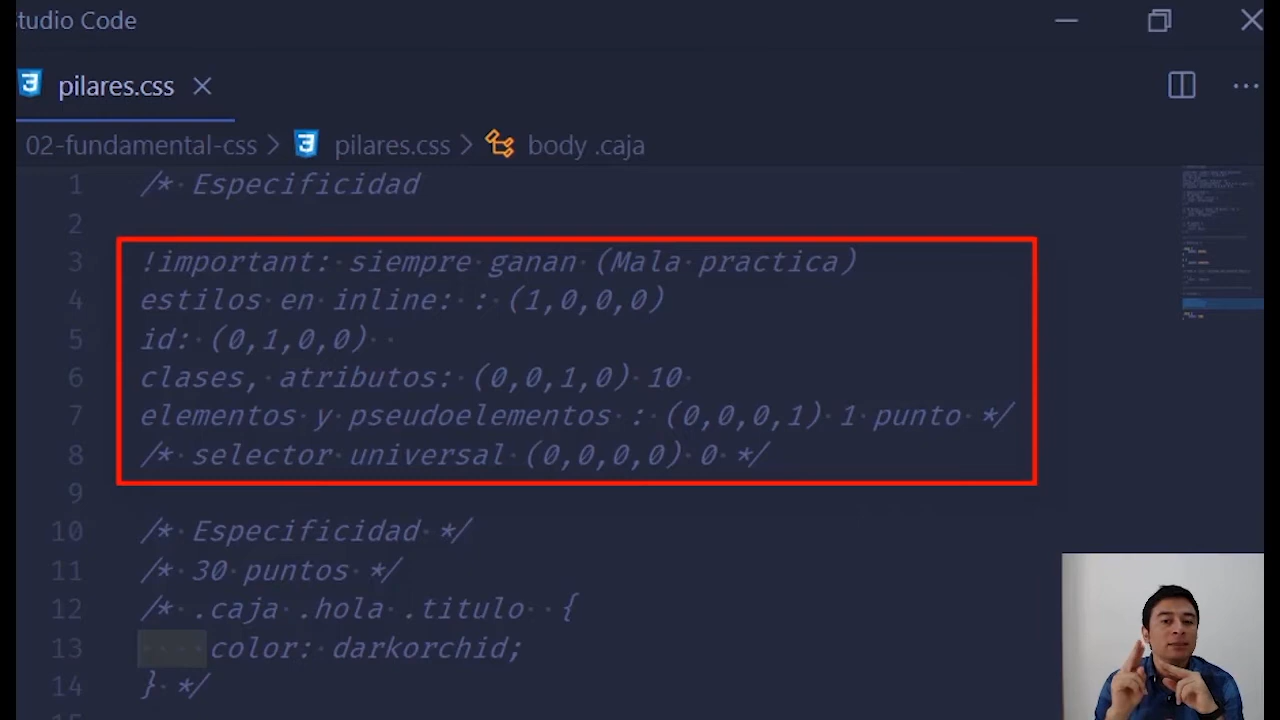 tudio Code
pilares.css
02-fundamental-css > pilares.css > body .caja
1 /* Especificidad
2
3 !important: siempre ganan (Mala practica)
4 estilos en inline: : (1,0,0,0)
5 id: (0,1,0,0)
6 clases, atributos: (0,0,1,0) 10
7 elementos y pseudoelementos : (0,0,0,1) 1 punto */
8 /* selector universal (0,0,0,0) 0 */
9
10 /* Especificidad */
11 /* 30 puntos */
12 /* .caja .hola .titulo {
13 color: darkorchid;
14 } */